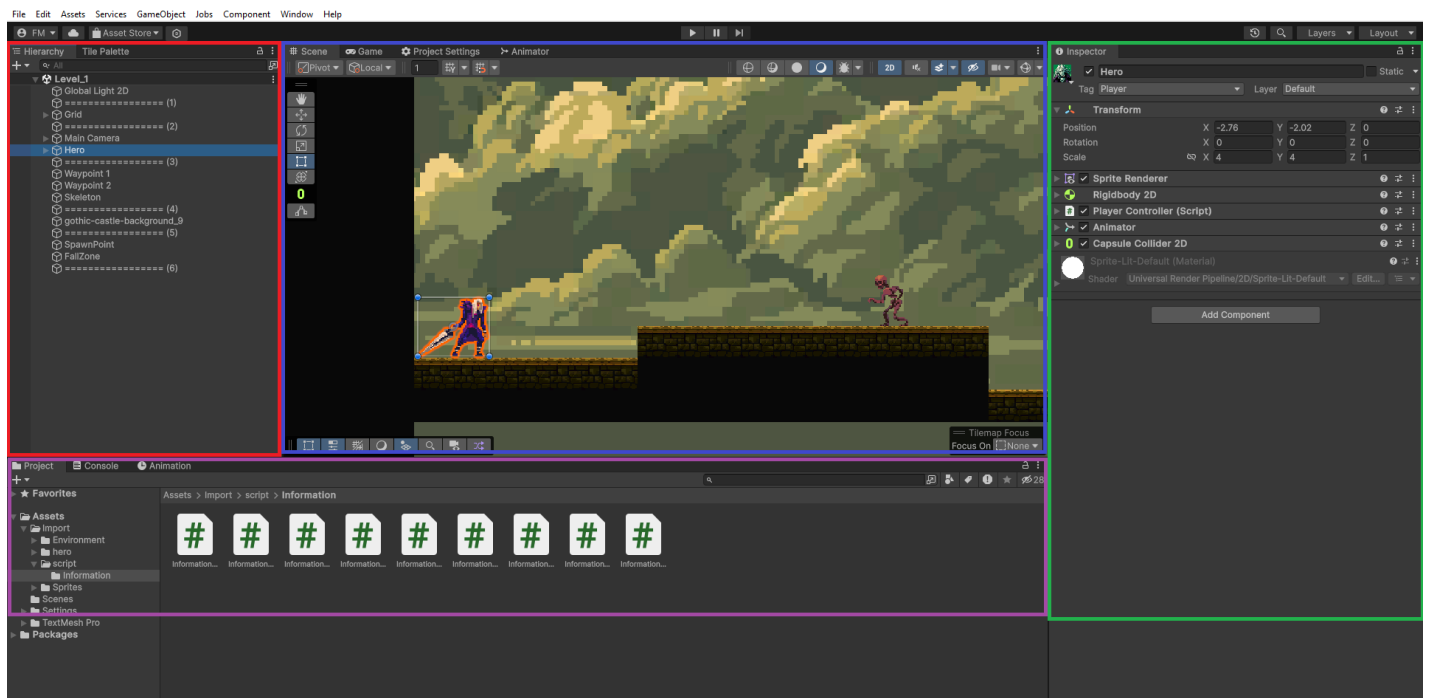 File Edit Assets Services GameObject Jobs Component Window Help
FM Asset Store Layers Layout
Hierarchy Tile Palette
All
Level_1
Global Light 2D
================= (1)
Grid
================= (2)
Main Camera
Hero
================= (3)
Waypoint 1
Waypoint 2
Skeleton
================= (4)
gothic-castle-background_9
================= (5)
SpawnPoint
FallZone
================= (6)
Scene Game Project Settings Animator
Pivot Local 1 2D
Tilemap Focus
Focus On None
Inspector
Hero Static
Tag Player Layer Default
Transform
Position X -2.76 Y -2.02 Z 0
Rotation X 0 Y 0 Z 0
Scale X 4 Y 4 Z 1
Sprite Renderer
Rigidbody 2D
# Player Controller (Script)
Animator
Capsule Collider 2D
Sprite-Lit-Default (Material)
Shader Universal Render Pipeline/2D/Sprite-Lit-Default Edit...
Add Component
Project Console Animation
28
Favorites
Assets
Import
Environment
hero
script
Information
Sprites
Scenes
Settings
TextMesh Pro
Packages
Assets > Import > script > Information
# # # # # # # # #
Information... Information... Information... Information... Information... Information... Information... Information... Information...